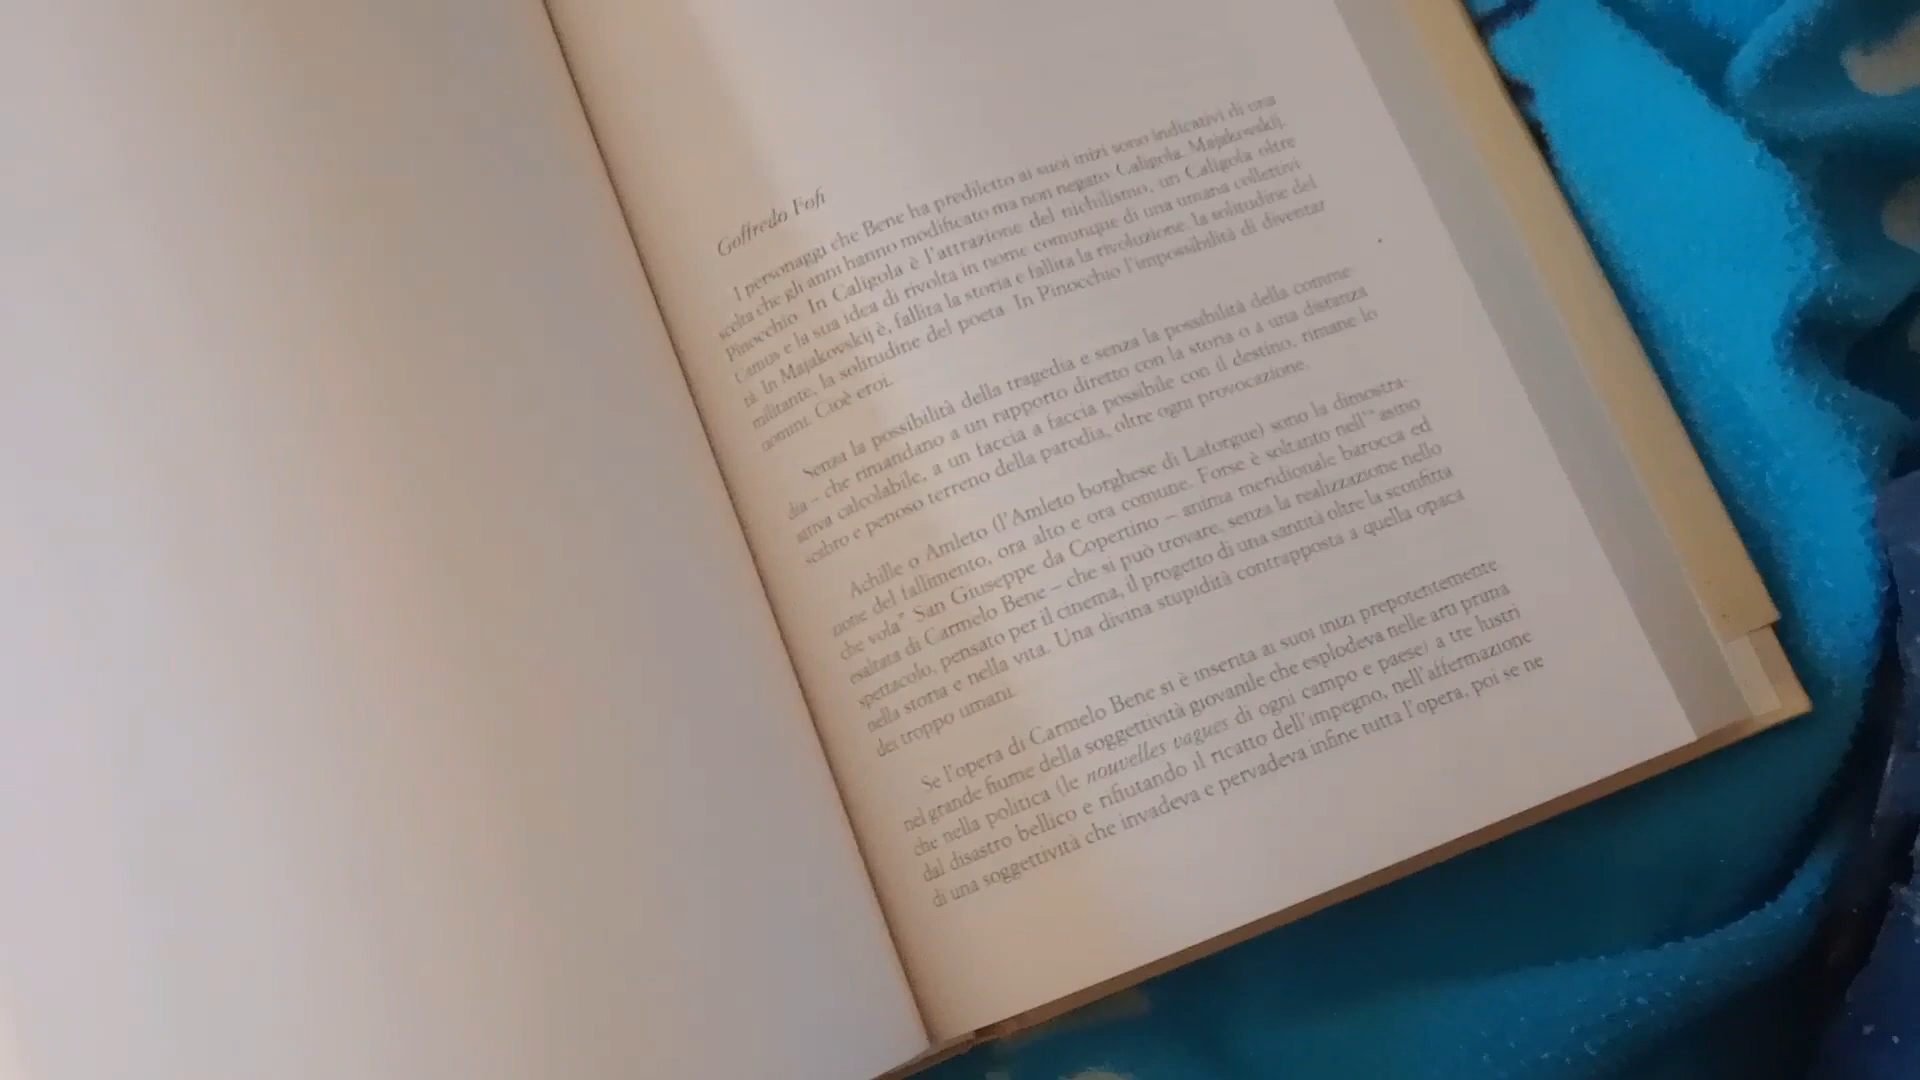 Goffredo Fofi
I personaggi che Bene ha prediletto ai suoi inizi sono indicativi di una
scelta che gli anni hanno modificato ma non negato. Caligola. Majakovskij.
Pinocchio. In Caligola è l'attrazione del nichilismo, un Caligola oltre
Camus e la sua idea di rivolta in nome comunque di una umana collettivi
tà. In Majakovskij è, fallita la storia e fallita la rivoluzione, la solitudine del
militante, la solitudine del poeta. In Pinocchio l'impossibilità di diventar
uomini. Cioè eroi.
Senza la possibilità della tragedia e senza la possibilità della comme
dia – che rimandano a un rapporto diretto con la storia o a una distanza
attiva calcolabile, a un faccia a faccia possibile con il destino, rimane lo
scabro e penoso terreno della parodia, oltre ogni provocazione.
Achille o Amleto (l'Amleto borghese di Laforgue) sono la dimostra-
zione del fallimento, ora alto e ora comune. Forse è soltanto nell'"asino
che vola" San Giuseppe da Copertino – anima meridionale barocca ed
esaltata di Carmelo Bene – che si può trovare, senza la realizzazione nello
spettacolo, pensato per il cinema, il progetto di una santità oltre la sconfitta
nella storia e nella vita. Una divina stupidità contrapposta a quella opaca
dei troppo umani.
Se l'opera di Carmelo Bene si è inserita ai suoi inizi prepotentemente
nel grande fiume della soggettività giovanile che esplodeva nelle arti prima
che nella politica (le nouvelles vagues di ogni campo e paese) a tre lustri
dal disastro bellico e rifiutando il ricatto dell'impegno, nell'affermazione
di una soggettività che invadeva e pervadeva infine tutta l'opera, poi se ne